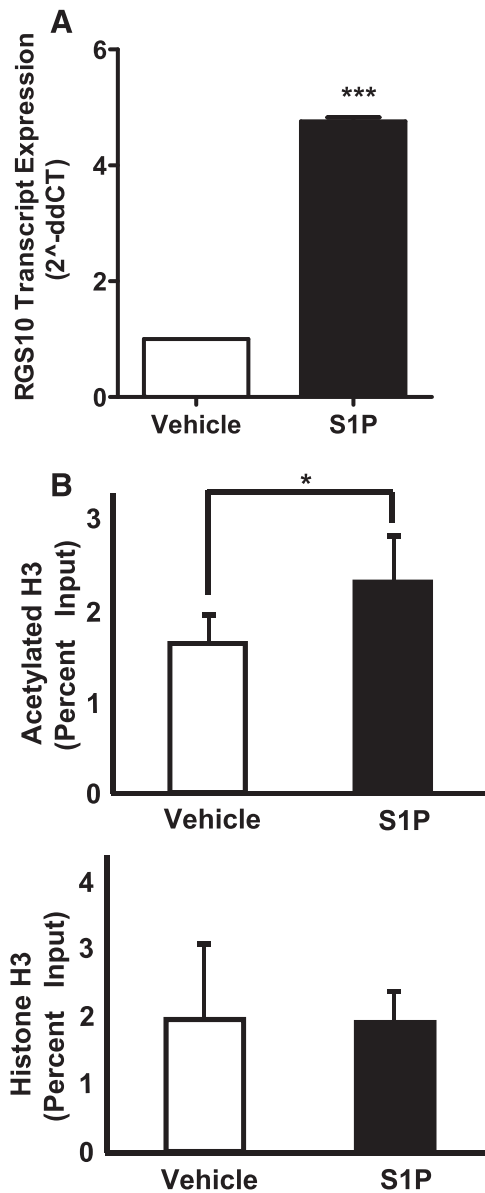 A
RGS10 Transcript Expression
(2^-ddCT)
6
4
2
0
***
Vehicle
S1P
B
Acetylated H3
(Percent Input)
3
2
1
0
*
Vehicle
S1P
Histone H3
(Percent Input)
4
3
2
1
0
Vehicle
S1P